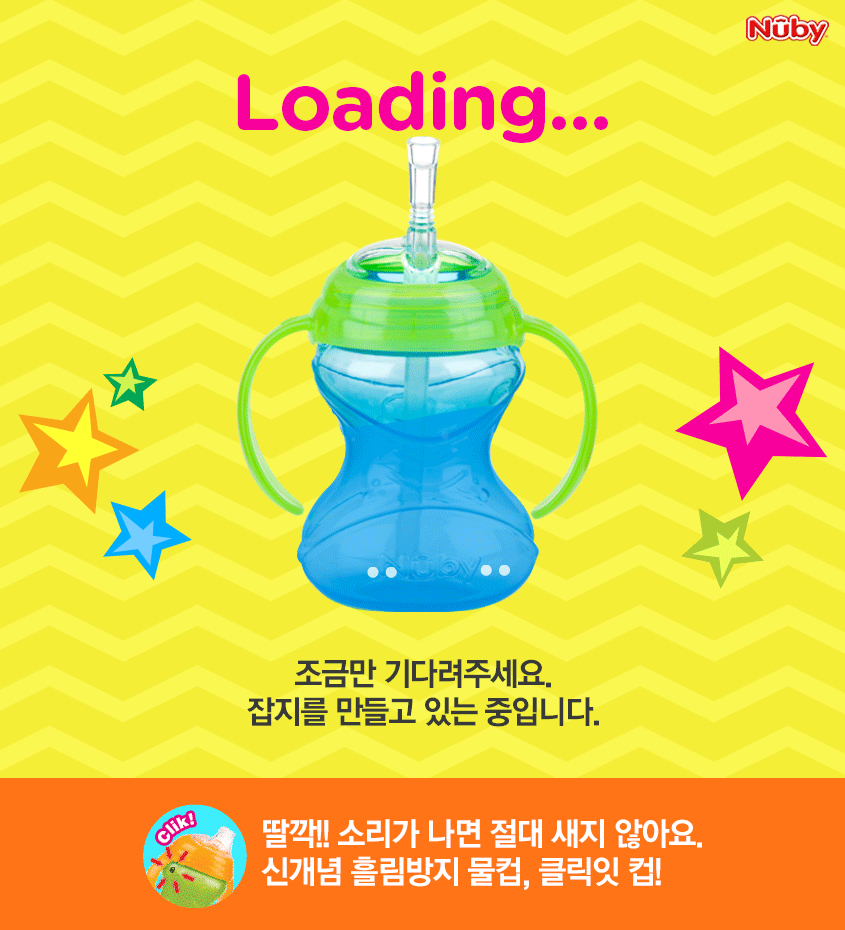 Nûby
Loading...
Nûby
조금만 기다려주세요.
잡지를 만들고 있는 중입니다.
Clik!
딸깍!! 소리가 나면 절대 새지 않아요.
신개념 흘림방지 물컵, 클릭잇 컵!